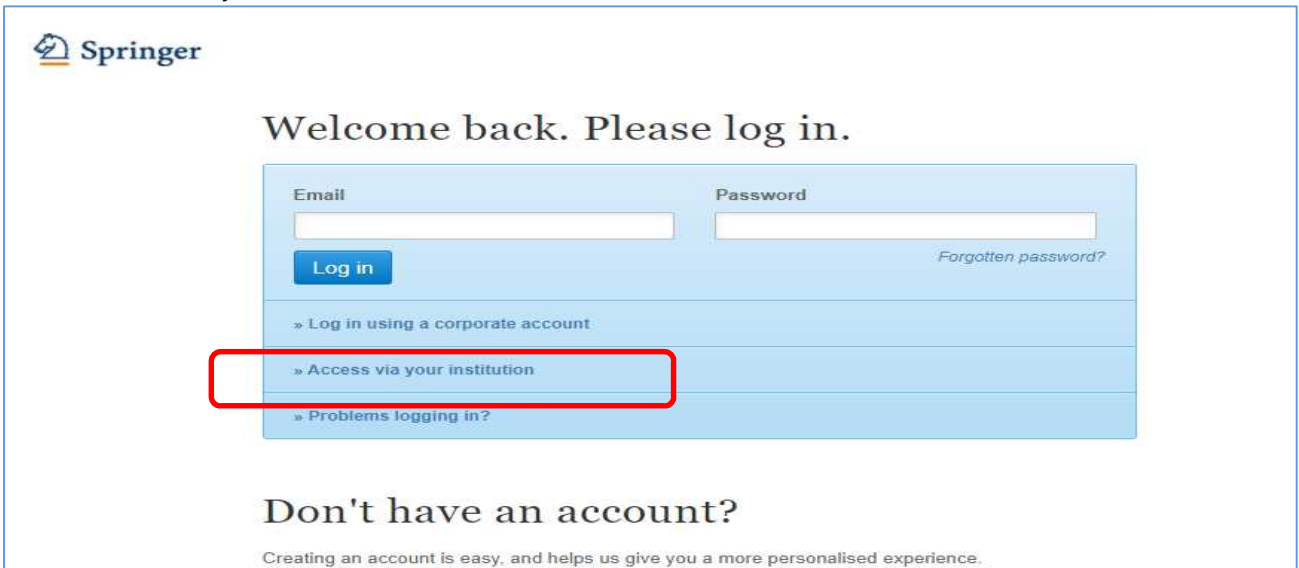 Springer
Welcome back. Please log in.
Email
Password
Log in
Forgotten password?
» Log in using a corporate account
» Access via your institution
» Problems logging in?
Don't have an account?
Creating an account is easy, and helps us give you a more personalised experience.